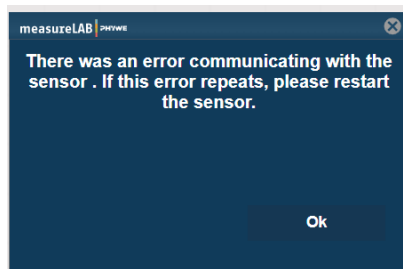 measureLAB PHYWE
There was an error communicating with the
sensor . If this error repeats, please restart
the sensor.
Ok